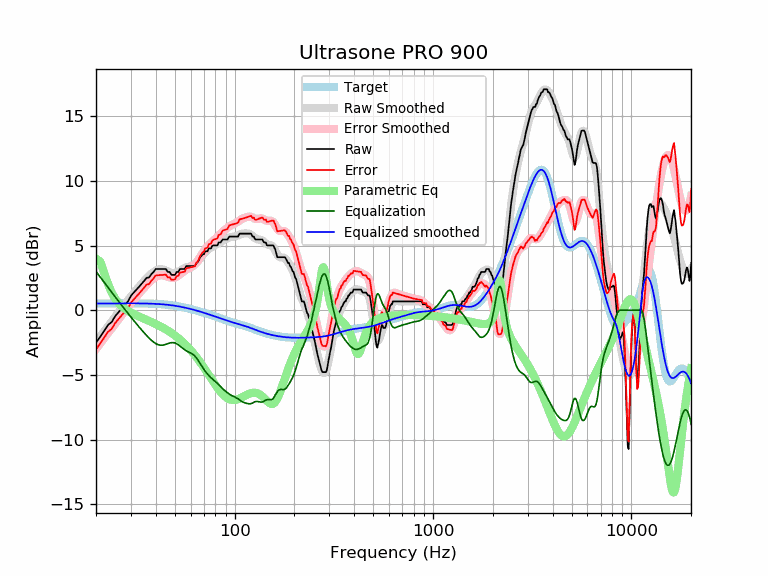 Ultrasone PRO 900
Target
Raw Smoothed
Error Smoothed
Raw
Error
Parametric Eq
Equalization
Equalized smoothed
15
10
5
0
−5
−10
−15
Amplitude (dBr)
100
1000
10000
Frequency (Hz)